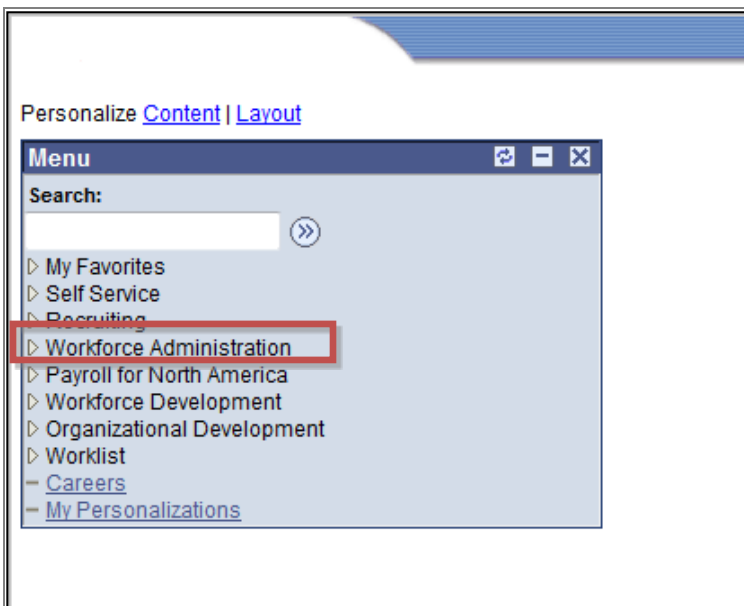 Personalize Content | Layout
Menu
Search:
My Favorites
Self Service
Recruiting
Workforce Administration
Payroll for North America
Workforce Development
Organizational Development
Worklist
Careers
My Personalizations